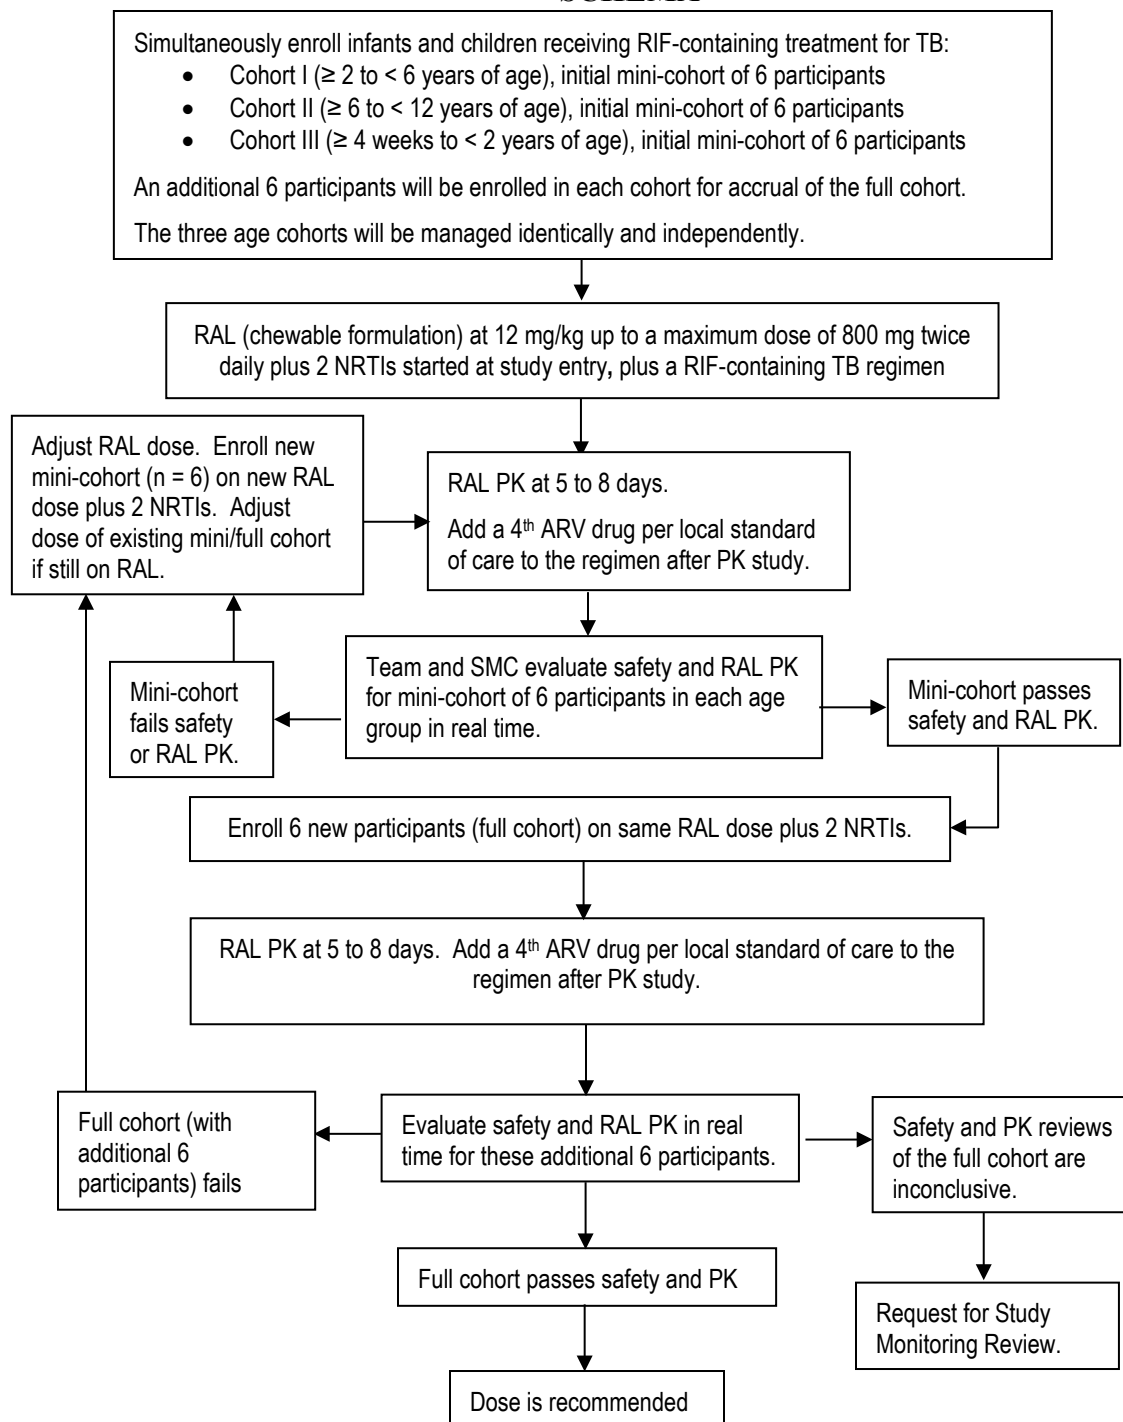 SCHEMA
Simultaneously enroll infants and children receiving RIF-containing treatment for TB:
• Cohort I (≥ 2 to < 6 years of age), initial mini-cohort of 6 participants
• Cohort II (≥ 6 to < 12 years of age), initial mini-cohort of 6 participants
• Cohort III (≥ 4 weeks to < 2 years of age), initial mini-cohort of 6 participants
An additional 6 participants will be enrolled in each cohort for accrual of the full cohort.
The three age cohorts will be managed identically and independently.
RAL (chewable formulation) at 12 mg/kg up to a maximum dose of 800 mg twice
daily plus 2 NRTIs started at study entry, plus a RIF-containing TB regimen
Adjust RAL dose. Enroll new
mini-cohort (n = 6) on new RAL
dose plus 2 NRTIs. Adjust
dose of existing mini/full cohort
if still on RAL.
RAL PK at 5 to 8 days.
Add a 4th ARV drug per local standard
of care to the regimen after PK study.
Team and SMC evaluate safety and RAL PK
for mini-cohort of 6 participants in each age
group in real time.
Mini-cohort
fails safety
or RAL PK.
Mini-cohort passes
safety and RAL PK.
Enroll 6 new participants (full cohort) on same RAL dose plus 2 NRTIs.
RAL PK at 5 to 8 days. Add a 4th ARV drug per local standard of care to the
regimen after PK study.
Full cohort (with
additional 6
participants) fails
Evaluate safety and RAL PK in real
time for these additional 6 participants.
Safety and PK reviews
of the full cohort are
inconclusive.
Full cohort passes safety and PK
Request for Study
Monitoring Review.
Dose is recommended